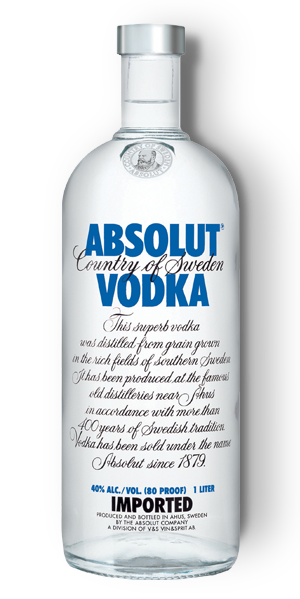 ABSOLUT®
Country of Sweden
VODKA
This superb vodka
was distilled from grain grown
in the rich fields of southern Sweden.
It has been produced at the famous
old distilleries near Åhus
in accordance with more than
400 years of Swedish tradition.
Vodka has been sold under the name
Absolut since 1879.
40% ALC./VOL. (80 PROOF) 1 LITER
IMPORTED
PRODUCED AND BOTTLED IN ÅHUS, SWEDEN
BY THE ABSOLUT COMPANY
A DIVISION OF V&S VIN&SPRIT AB.